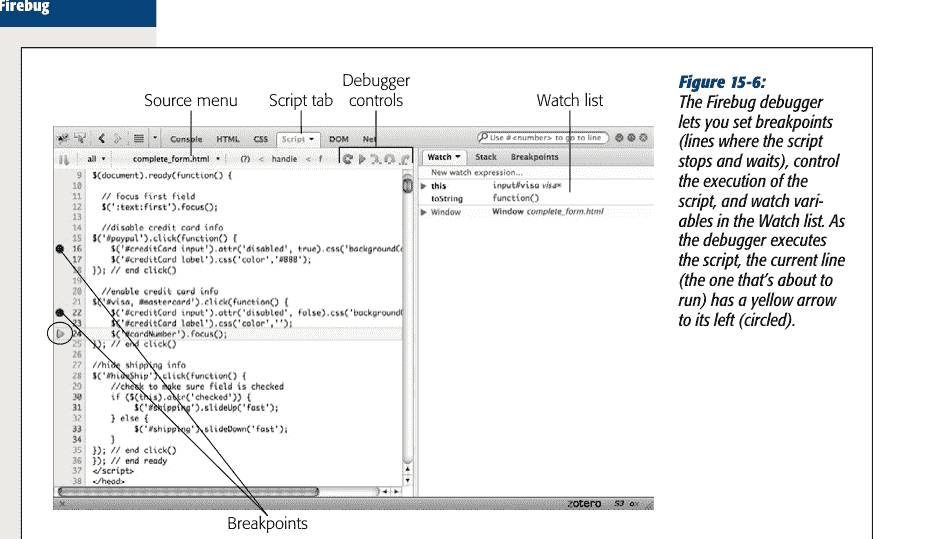 Firebug
Debugger
controls
Source menu
Script tab
Watch list
Console HTML CSS Script DOM Net
Use #<number> to go to line
all complete_form.html (?) < handle < f
Watch Stack Breakpoints
New watch expression...
this input#visa visa
toString function()
Window Window complete_form.html
9 $(document).ready(function() {
10
11 // focus first field
12 $(':text:first').focus();
13
14 //disable credit card info
15 $('#paypal').click(function() {
16 $('#creditCard input').attr('disabled', true).css('backgroundCo
17 $('#creditCard label').css('color','#BBB');
18 }); // end click()
19
20 //enable credit card info
21 $('#visa, #mastercard').click(function() {
22 $('#creditCard input').attr('disabled', false).css('background
23 $('#creditCard label').css('color','');
24 $('#cardNumber').focus();
25 }); // end click()
26
27 //hide shipping info
28 $('#hideShip').click(function() {
29 //check to make sure field is checked
30 if ($(this).attr('checked')) {
31 $('#shipping').slideUp('fast');
32 } else {
33 $('#shipping').slideDown('fast');
34 }
35 }); // end click()
36 }); // end ready
37 </script>
38 </head>
zotero
Breakpoints
Figure 15-6:
The Firebug debugger
lets you set breakpoints
(lines where the script
stops and waits), control
the execution of the
script, and watch vari-
ables in the Watch list. As
the debugger executes
the script, the current line
(the one that's about to
run) has a yellow arrow
to its left (circled).